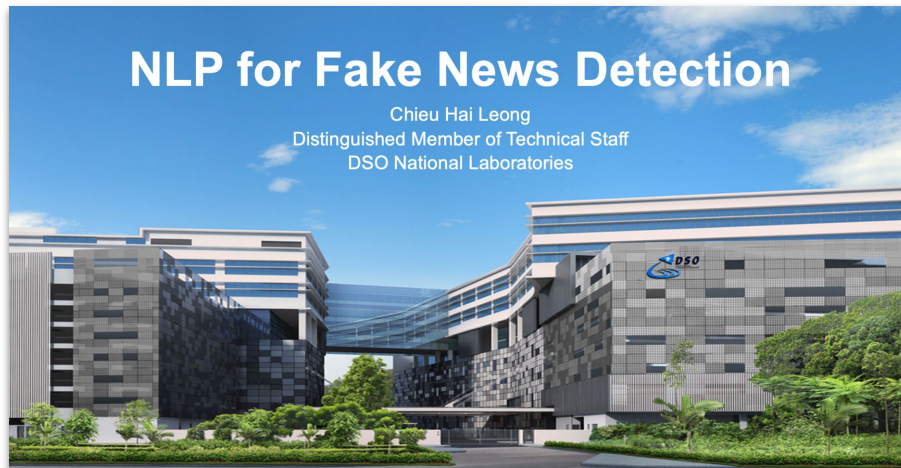 NLP for Fake News Detection
Chieu Hai Leong
Distinguished Member of Technical Staff
DSO National Laboratories
DSO